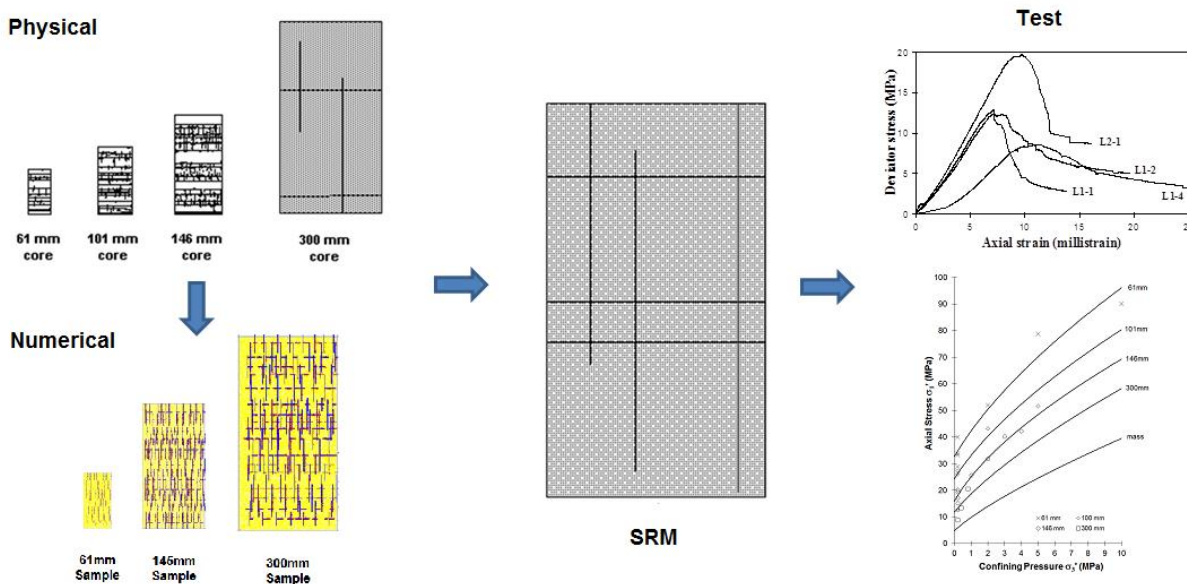 Physical
61 mm
core
101 mm
core
146 mm
core
300 mm
core
Numerical
61mm
Sample
145mm
Sample
300mm
Sample
SRM
Test
20
15
10
5
0
Deviator stress (MPa)
L2-1
L1-2
L1-1
L1-4
0 5 10 15 20 25
Axial strain (millistrain)
100
90
80
70
60
50
40
30
20
10
0
Axial Stress σ₁' (MPa)
61mm
101mm
146mm
300mm
mass
× 61 mm ◇ 100 mm
◇ 146 mm □ 300 mm
0 1 2 3 4 5 6 7 8 9 10
Confining Pressure σ₃' (MPa)